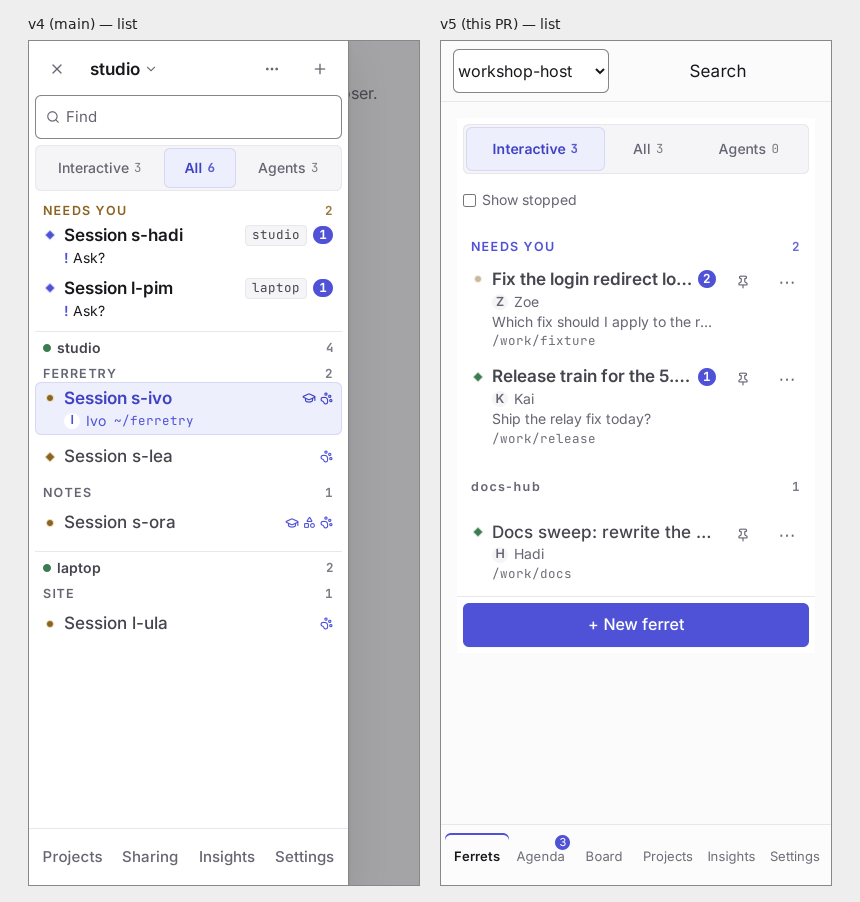 v4 (main) — list
studio
oser.
Find
Interactive 3
All 6
Agents 3
NEEDS YOU 2
Session s-hadi studio 1
! Ask?
Session l-pim laptop 1
! Ask?
studio 4
FERRETRY 2
Session s-ivo
I Ivo ~/ferretry
Session s-lea
NOTES 1
Session s-ora
laptop 2
SITE 1
Session l-ula
Projects Sharing Insights Settings
v5 (this PR) — list
workshop-host Search
Interactive 3 All 3 Agents 0
Show stopped
NEEDS YOU 2
Fix the login redirect lo... 2
Z Zoe
Which fix should I apply to the r...
/work/fixture
Release train for the 5.... 1
K Kai
Ship the relay fix today?
/work/release
docs-hub 1
Docs sweep: rewrite the ...
H Hadi
/work/docs
+ New ferret
3
Ferrets Agenda Board Projects Insights Settings